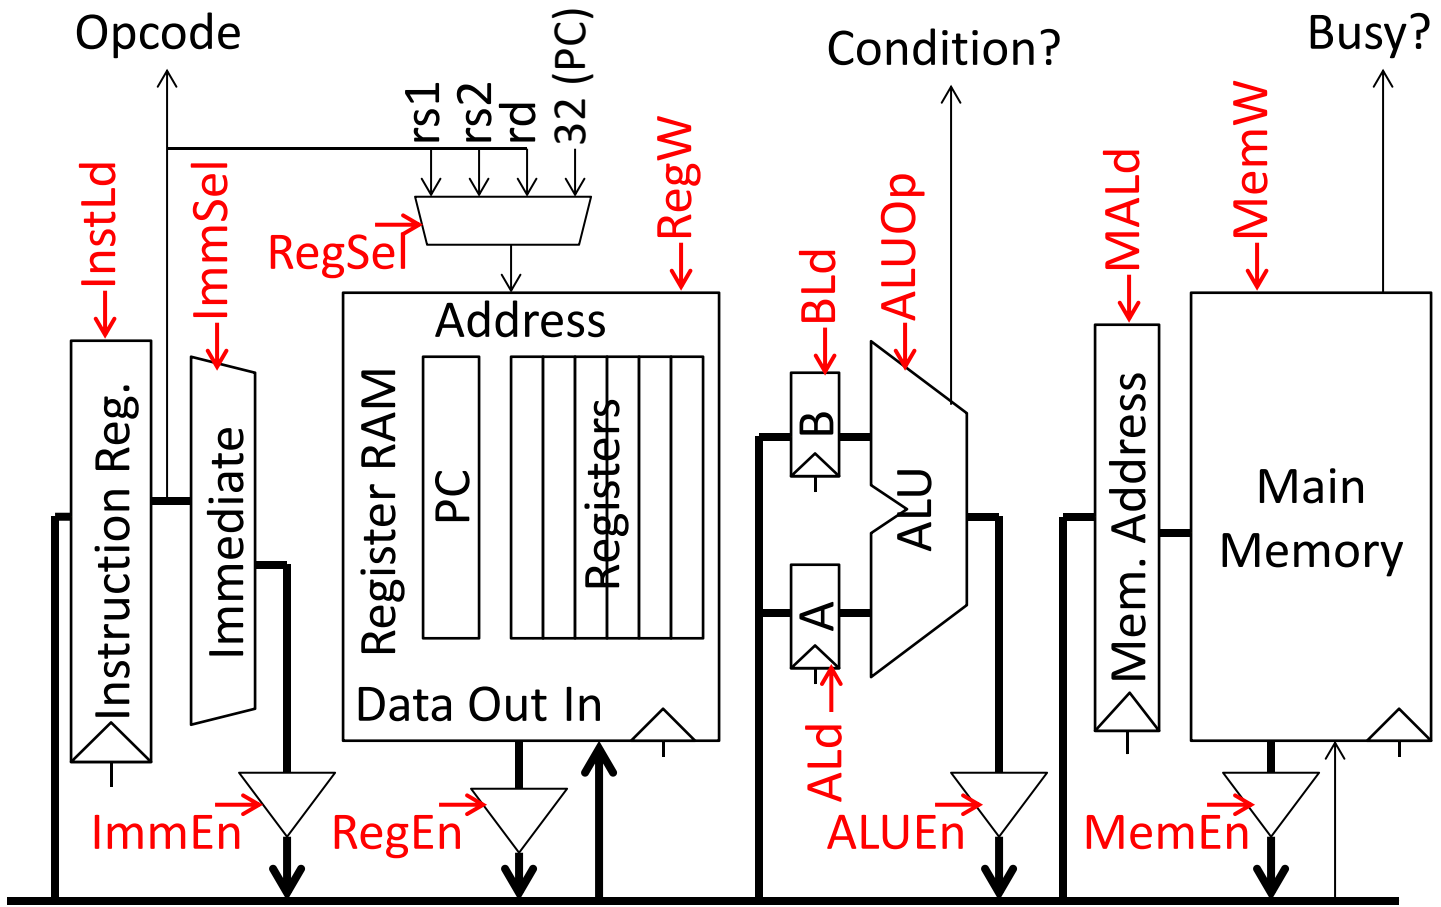 Opcode
Condition?
Busy?
rs1
rs2
rd
32 (PC)
InstLd
ImmSel
RegSel
RegW
BLd
ALUOp
MALd
MemW
Instruction Reg.
Immediate
Address
Register RAM
PC
Registers
Data Out In
B
A
ALU
Mem. Address
Main
Memory
ALd
ImmEn
RegEn
ALUEn
MemEn